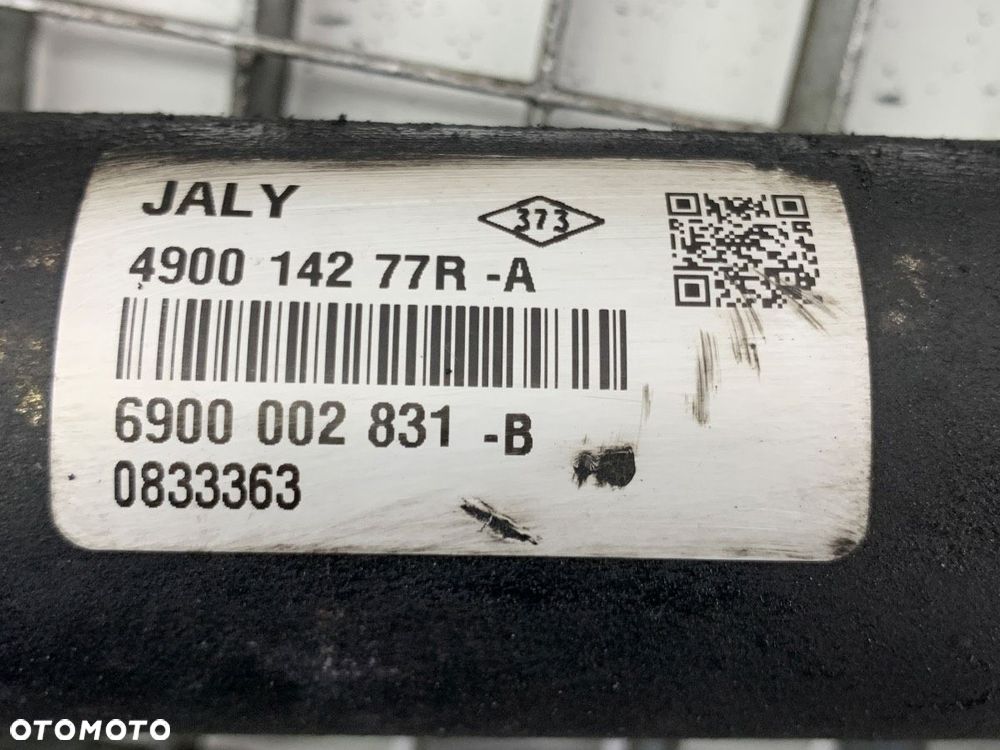 JALY
373
4900 142 77R -A
6900 002 831 -B
0833363
OTOMOTO